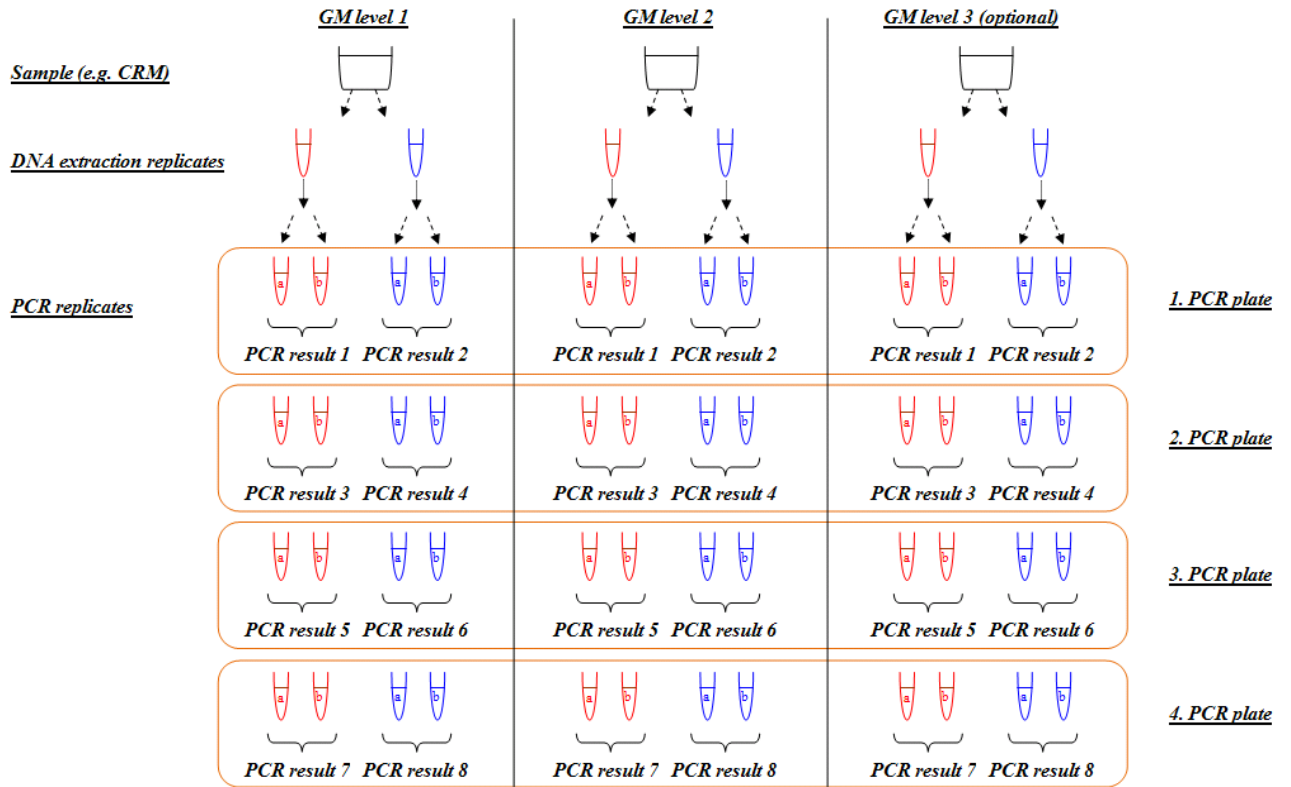 GM level 1 GM level 2 GM level 3 (optional)
Sample (e.g. CRM)
DNA extraction replicates
a b a b a b a b a b a b
PCR replicates 1. PCR plate
PCR result 1 PCR result 2 PCR result 1 PCR result 2 PCR result 1 PCR result 2
a b a b a b a b a b a b
2. PCR plate
PCR result 3 PCR result 4 PCR result 3 PCR result 4 PCR result 3 PCR result 4
a b a b a b a b a b a b
3. PCR plate
PCR result 5 PCR result 6 PCR result 5 PCR result 6 PCR result 5 PCR result 6
a b a b a b a b a b a b
4. PCR plate
PCR result 7 PCR result 8 PCR result 7 PCR result 8 PCR result 7 PCR result 8